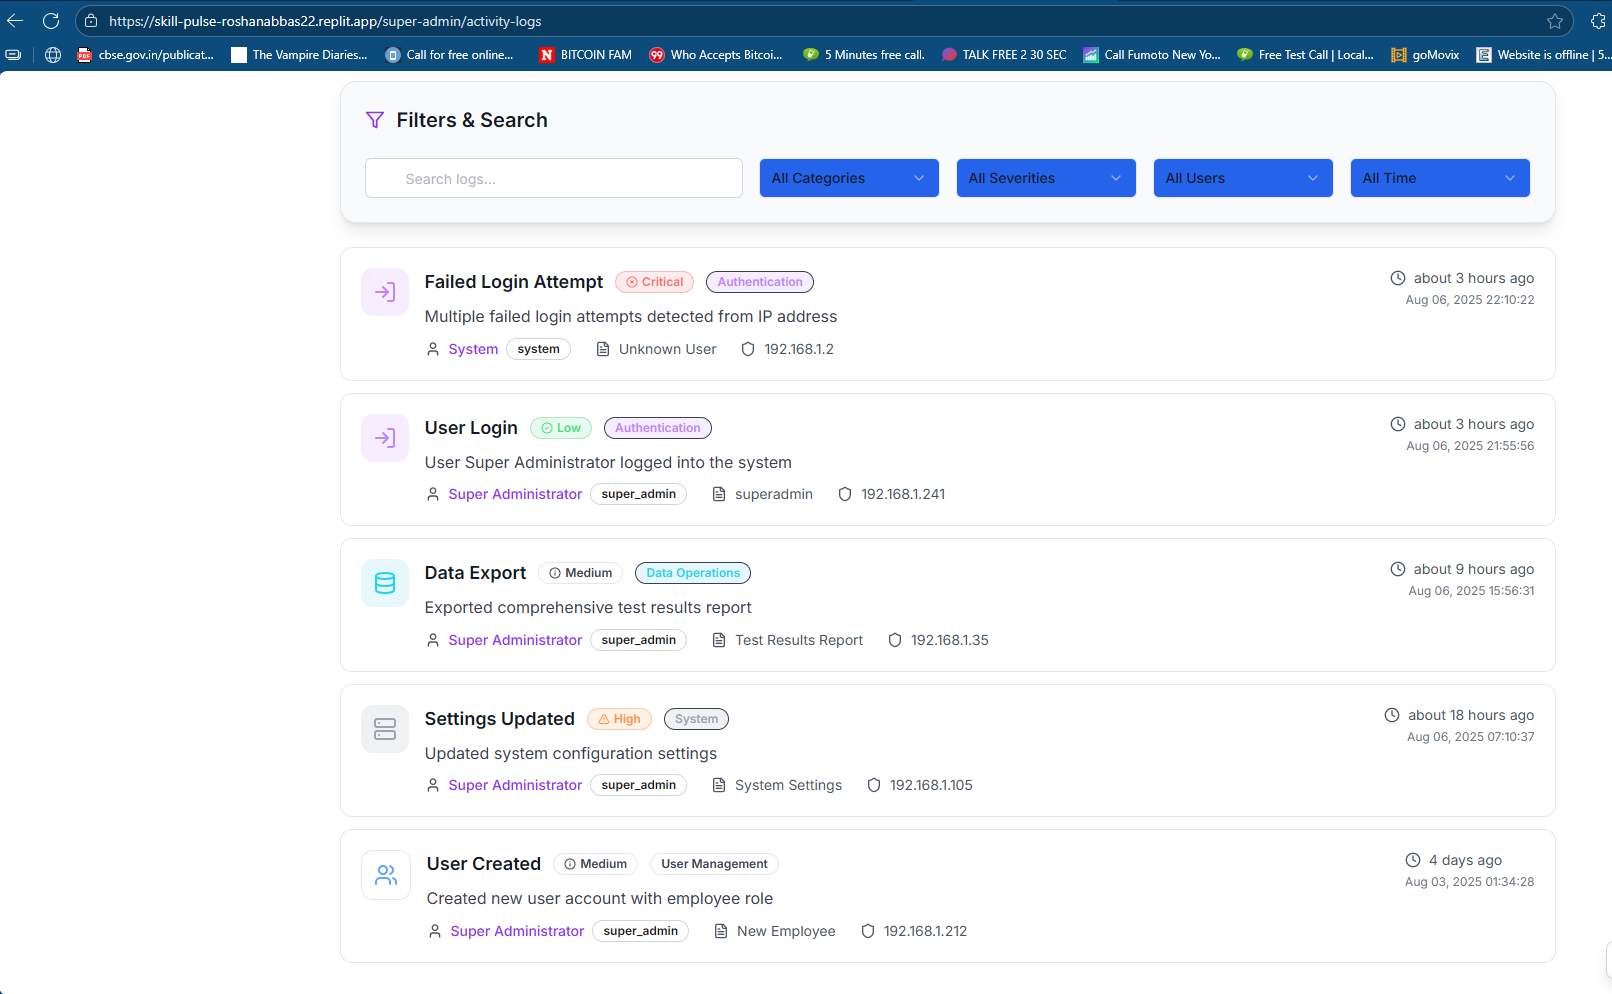 https://skill-pulse-roshanabbas22.replit.app/super-admin/activity-logs
cbse.gov.in/publicat... The Vampire Diaries... Call for free online... N BITCOIN FAM 99 Who Accepts Bitcoi... 5 Minutes free call. TALK FREE 2 30 SEC Call Fumoto New Yo... Free Test Call | Local... goMovix E Website is offline | 5...
Filters & Search
Search logs... All Categories All Severities All Users All Time
Failed Login Attempt Critical Authentication about 3 hours ago
Aug 06, 2025 22:10:22
Multiple failed login attempts detected from IP address
System system Unknown User 192.168.1.2
User Login Low Authentication about 3 hours ago
Aug 06, 2025 21:55:56
User Super Administrator logged into the system
Super Administrator super_admin superadmin 192.168.1.241
Data Export Medium Data Operations about 9 hours ago
Aug 06, 2025 15:56:31
Exported comprehensive test results report
Super Administrator super_admin Test Results Report 192.168.1.35
Settings Updated High System about 18 hours ago
Aug 06, 2025 07:10:37
Updated system configuration settings
Super Administrator super_admin System Settings 192.168.1.105
User Created Medium User Management 4 days ago
Aug 03, 2025 01:34:28
Created new user account with employee role
Super Administrator super_admin New Employee 192.168.1.212